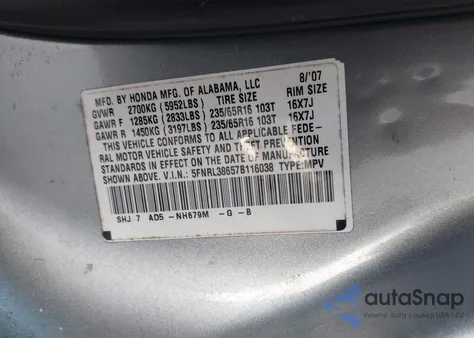 MFD. BY HONDA MFG. OF ALABAMA, LLC 8/'07
GVWR 2700KG (5952LBS) TIRE SIZE RIM SIZE
GAWR F 1285KG (2833LBS) 235/65R16 103T 16X7J
GAWR R 1450KG (3197LBS) 235/65R16 103T 16X7J
THIS VEHICLE CONFORMS TO ALL APPLICABLE FEDE-
RAL MOTOR VEHICLE SAFETY AND THEFT PREVENTION
STANDARDS IN EFFECT ON THE DATE OF MANUFACTURE
SHOWN ABOVE. V.I.N.: 5FNRL38657B116038 TYPE:MPV
SHJ 7 AD5 -NH679M -G -B
autoSnap